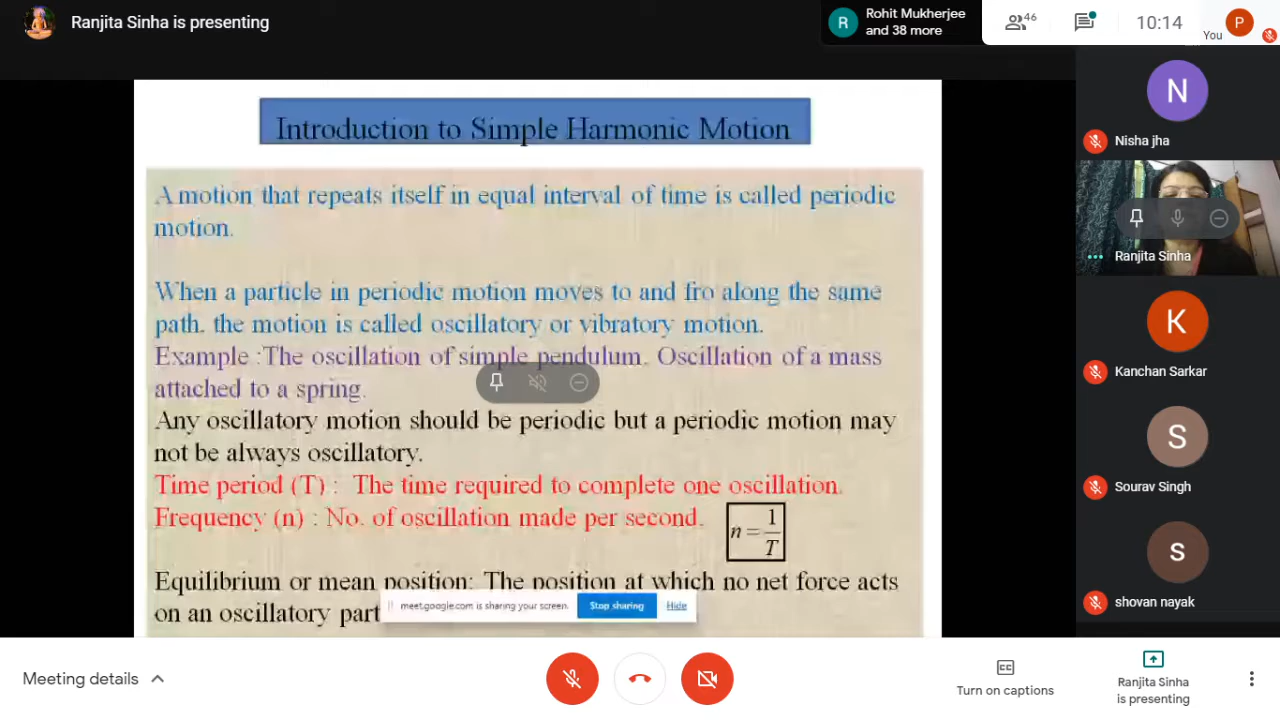 Ranjita Sinha is presenting
R
Rohit Mukherjee
and 38 more
46
10:14
You
P
Introduction to Simple Harmonic Motion
A motion that repeats itself in equal interval of time is called periodic
motion.
When a particle in periodic motion moves to and fro along the same
path. the motion is called oscillatory or vibratory motion.
Example :The oscillation of simple pendulum. Oscillation of a mass
attached to a spring.
Any oscillatory motion should be periodic but a periodic motion may
not be always oscillatory.
Time period (T) : The time required to complete one oscillation.
Frequency (n) : No. of oscillation made per second.
n = 1/T
Equilibrium or mean position: The position at which no net force acts
on an oscillatory part
meet.google.com is sharing your screen.
Stop sharing
Hide
N
Nisha jha
Ranjita Sinha
K
Kanchan Sarkar
S
Sourav Singh
s
shovan nayak
Meeting details
Turn on captions
Ranjita Sinha
is presenting